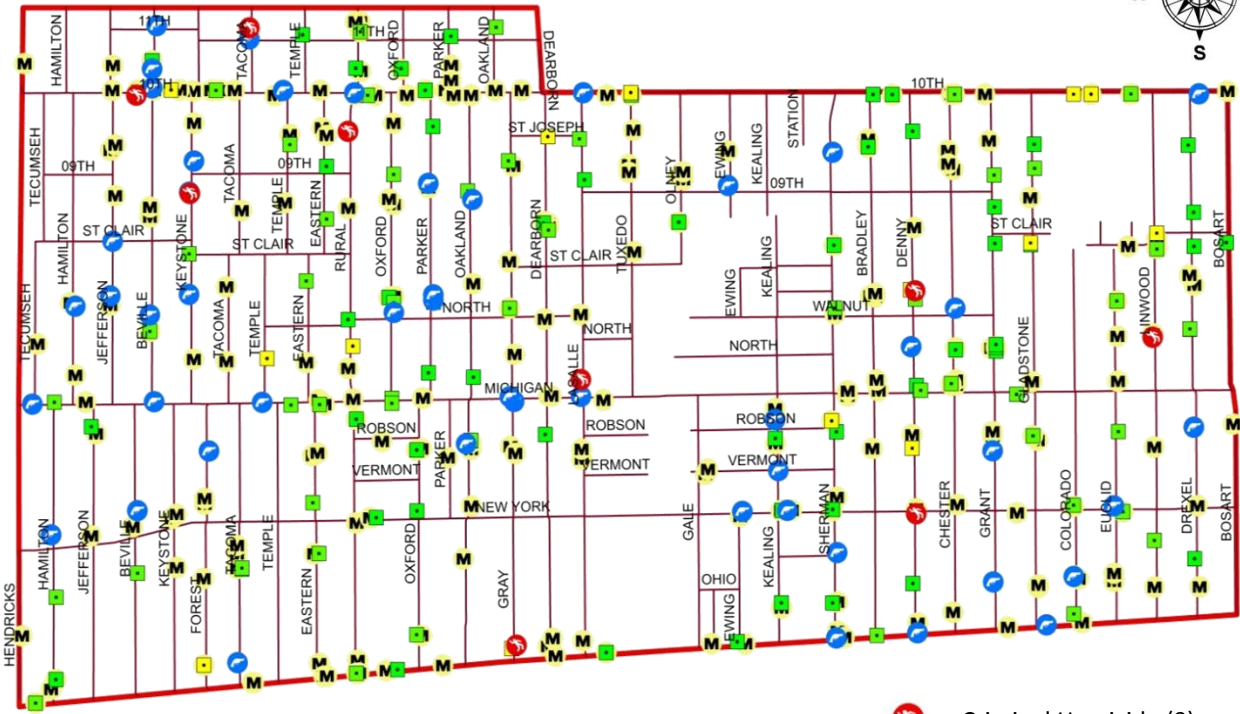 S
11TH
11TH
HAMILTON
TACOMA
TEMPLE
OXFORD
PARKER
OAKLAND
DEARBORN
10TH
10TH
ST JOSEPH
STATION
EWING
KEALING
TECUMSEH
09TH
TACOMA
09TH
TEMPLE
EASTERN
OLNEY
09TH
HAMILTON
ST CLAIR
KEYSTONE
ST CLAIR
RURAL
OXFORD
PARKER
OAKLAND
DEARBORN
ST CLAIR
TUXEDO
KEALING
BRADLEY
DENNY
ST CLAIR
BOSART
TECUMSEH
JEFFERSON
BEVILLE
TACOMA
TEMPLE
EASTERN
NORTH
NORTH
EWING
WALNUT
NORTH
LINWOOD
GLADSTONE
LASALLE
MICHIGAN
ROBSON
ROBSON
ROBSON
VERMONT
PARKER
VERMONT
VERMONT
NEW YORK
HAMILTON
JEFFERSON
BEVILLE
KEYSTONE
TACOMA
TEMPLE
OXFORD
GALE
KEALING
SHERMAN
CHESTER
GRANT
COLORADO
EUCLID
DREXEL
BOSART
HENDRICKS
FOREST
EASTERN
GRAY
OHIO
EWING